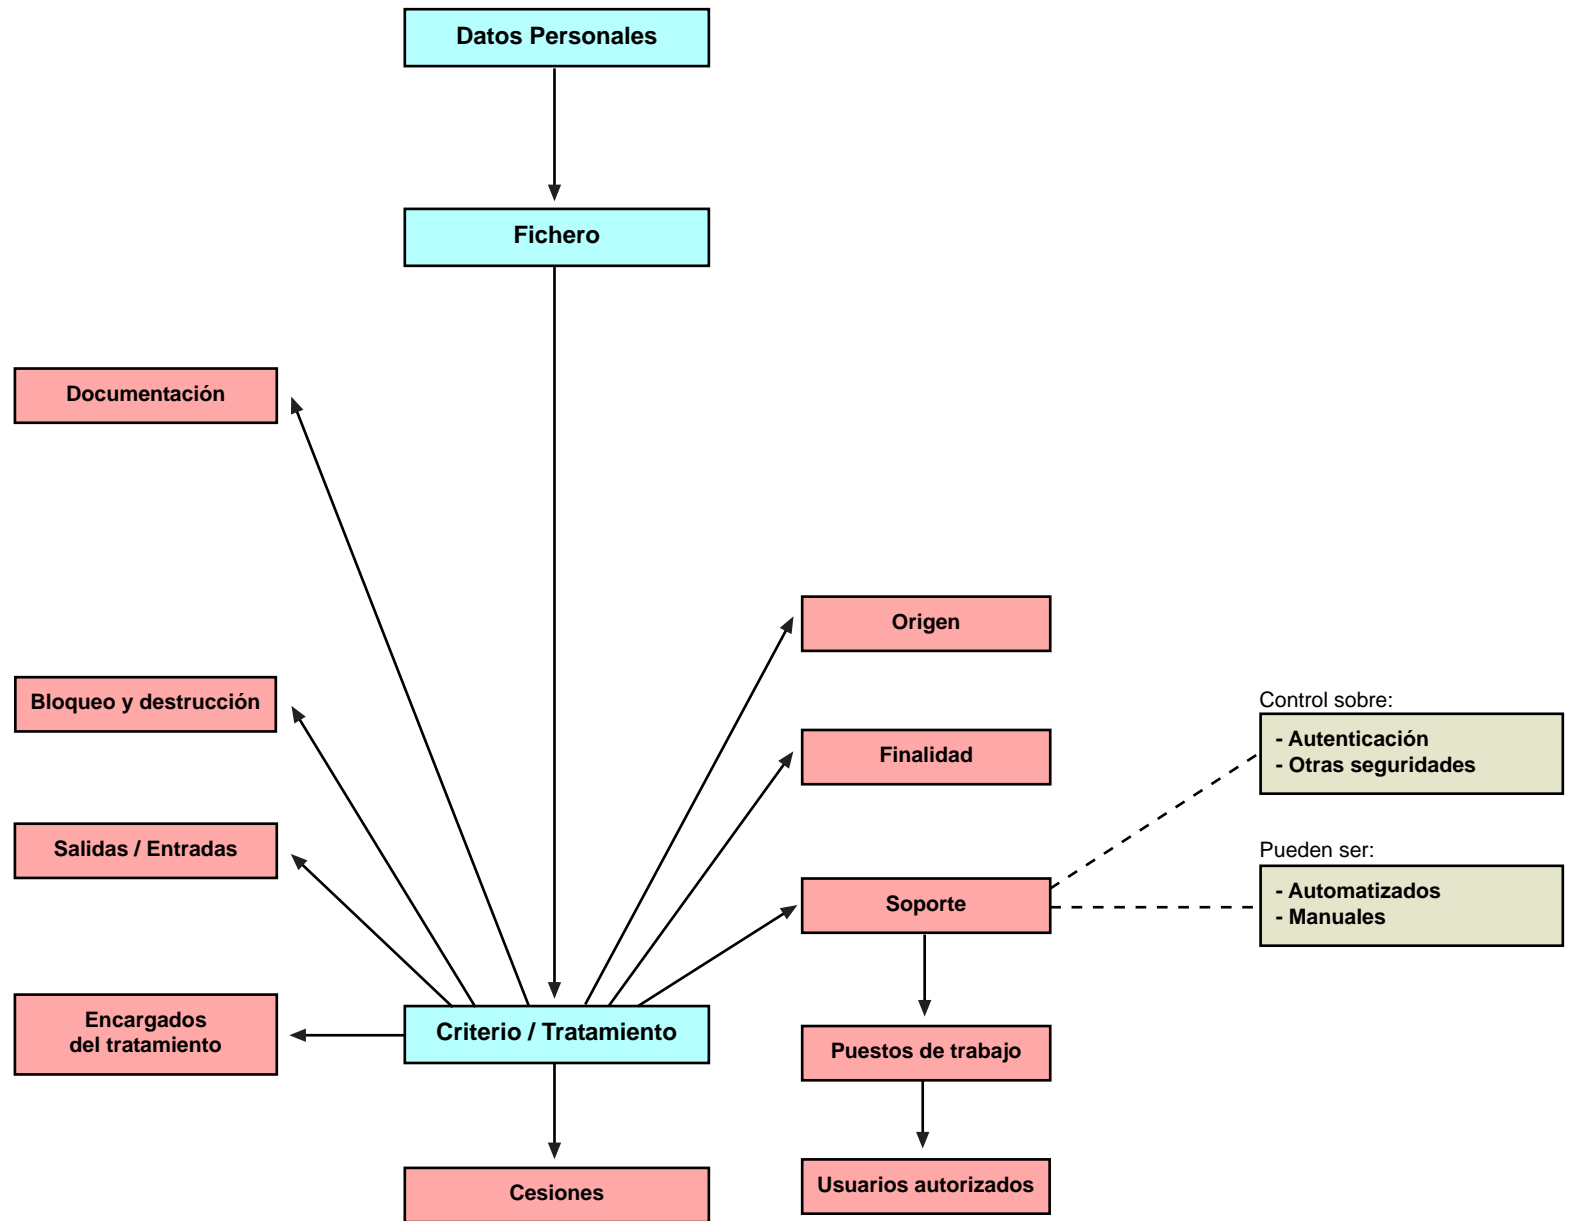 Datos Personales
Fichero
Documentación
Origen
Bloqueo y destrucción
Control sobre:
- Autenticación
- Otras seguridades
Finalidad
Salidas / Entradas
Pueden ser:
- Automatizados
- Manuales
Soporte
Encargados
del tratamiento
Criterio / Tratamiento
Puestos de trabajo
Cesiones
Usuarios autorizados